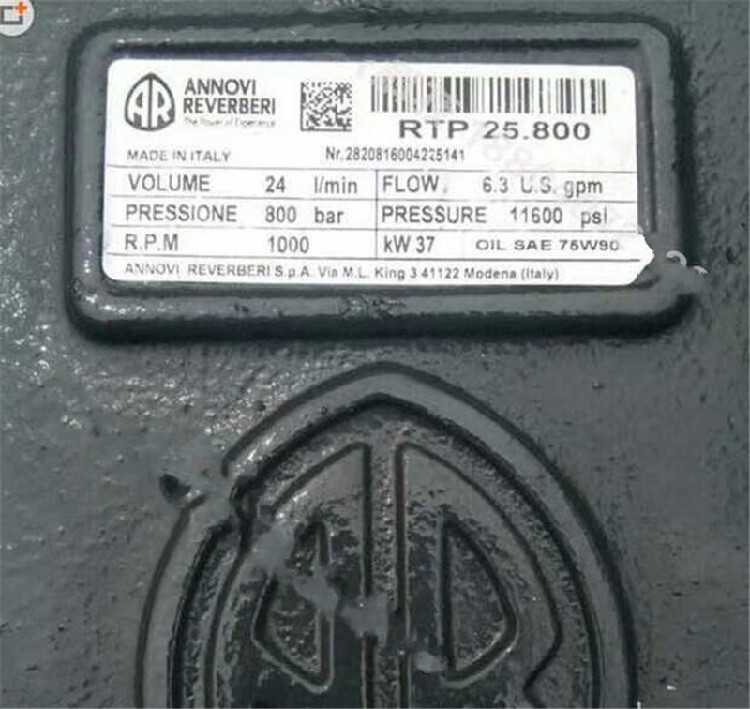 AR
ANNOVI
REVERBERI
The Power of Experience
RTP 25.800
MADE IN ITALY Nr. 2820816004225141
VOLUME 24 l/min FLOW. 6.3 U.S. gpm
PRESSIONE 800 bar PRESSURE 11600 psi
R.P.M 1000 kW 37 OIL SAE 75W90
ANNOVI REVERBERI S.p.A. Via M.L. King 3 41122 Modena (Italy)
AR